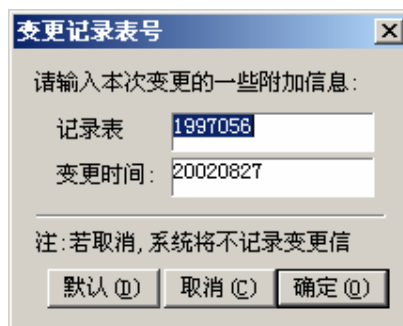 变更记录表号
请输入本次变更的一些附加信息:
记录表 1997056
变更时间: 20020827
注:若取消,系统将不记录变更信
默认(D) 取消(C) 确定(O)